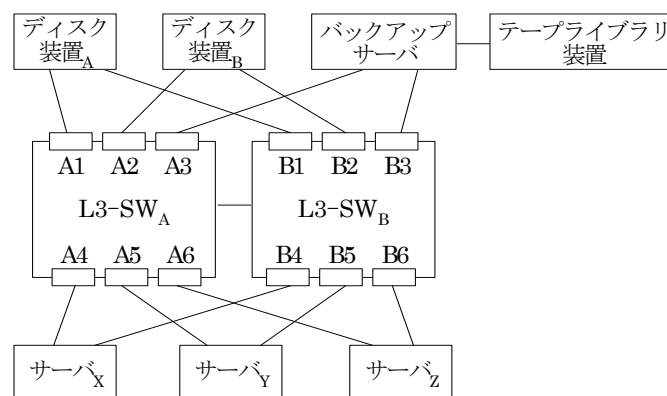 ディスク
装置A
ディスク
装置B
バックアップ
サーバ
テープライブラリ
装置
A1 A2 A3
B1 B2 B3
L3-SWA
L3-SWB
A4 A5 A6
B4 B5 B6
サーバX
サーバY
サーバZ